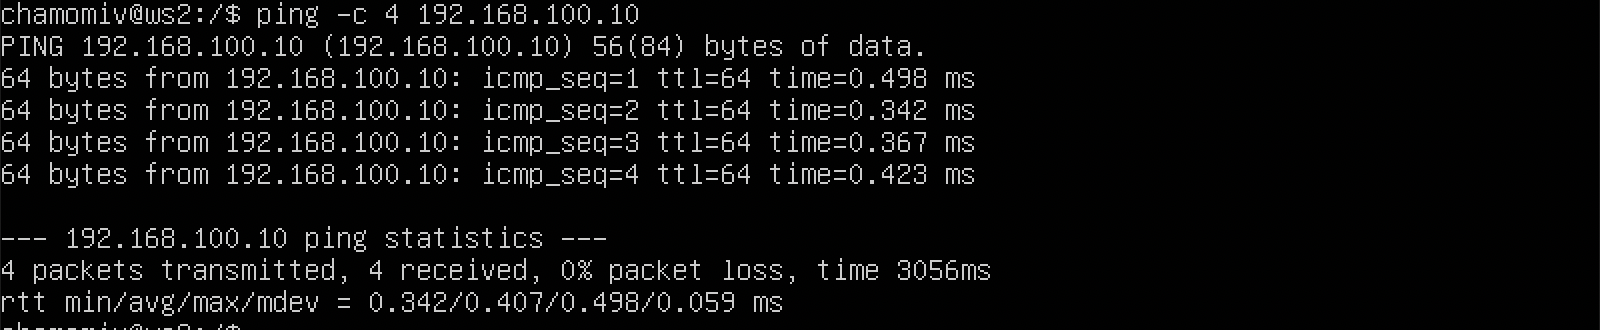 chamomiv@ws2:/$ ping -c 4 192.168.100.10
PING 192.168.100.10 (192.168.100.10) 56(84) bytes of data.
64 bytes from 192.168.100.10: icmp_seq=1 ttl=64 time=0.498 ms
64 bytes from 192.168.100.10: icmp_seq=2 ttl=64 time=0.342 ms
64 bytes from 192.168.100.10: icmp_seq=3 ttl=64 time=0.367 ms
64 bytes from 192.168.100.10: icmp_seq=4 ttl=64 time=0.423 ms

--- 192.168.100.10 ping statistics ---
4 packets transmitted, 4 received, 0% packet loss, time 3056ms
rtt min/avg/max/mdev = 0.342/0.407/0.498/0.059 ms
chamomiv@ws2:/$